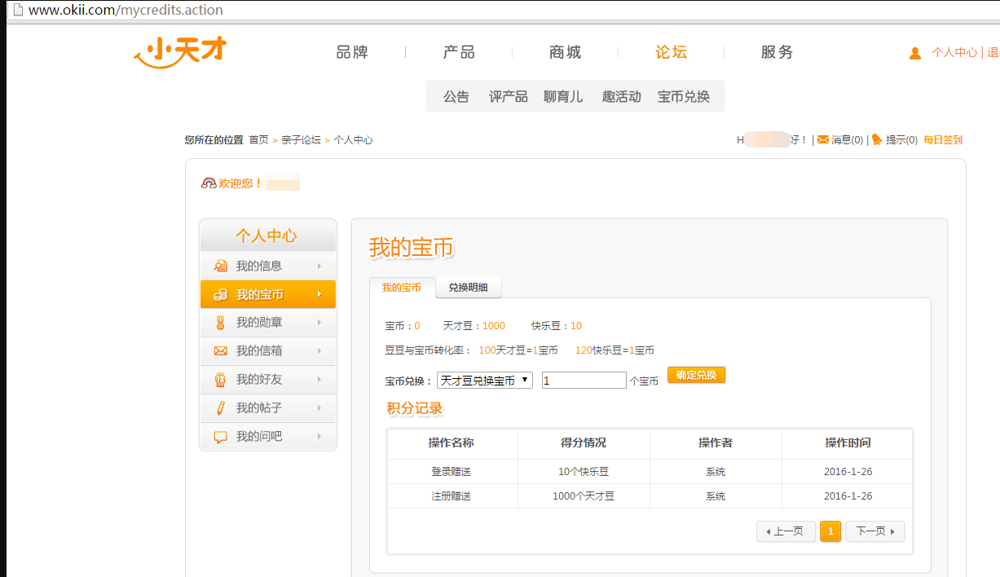 www.okii.com/mycredits.action
小天才
品牌 | 产品 | 商城 | 论坛 | 服务
个人中心 | 退
公告 评产品 聊育儿 趣活动 宝币兑换
您所在的位置 首页 > 亲子论坛 > 个人中心
H 好！ | 消息(0) | 提示(0) 每日签到
欢迎您！
个人中心
我的信息
我的宝币
我的勋章
我的信箱
我的好友
我的帖子
我的问吧
我的宝币
我的宝币 兑换明细
宝币：0 天才豆：1000 快乐豆：10
豆豆与宝币转化率： 100天才豆=1宝币 120快乐豆=1宝币
宝币兑换： 天才豆兑换宝币 1 个宝币 确定兑换
积分记录
操作名称 得分情况 操作者 操作时间
登录赠送 10个快乐豆 系统 2016-1-26
注册赠送 1000个天才豆 系统 2016-1-26
上一页 1 下一页